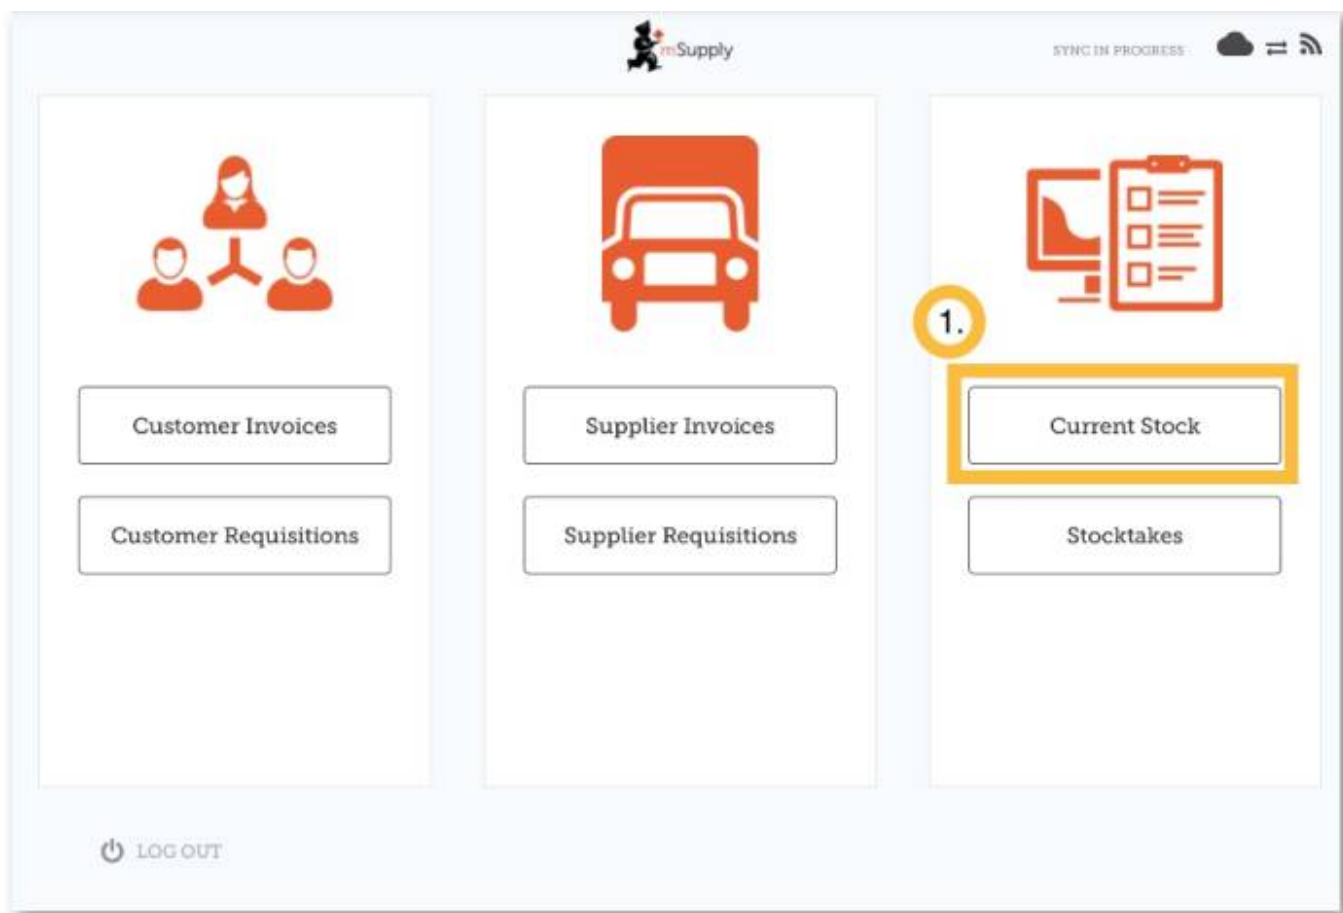 mSupply
SYNC IN PROGRESS
1.
Customer Invoices
Supplier Invoices
Current Stock
Customer Requisitions
Supplier Requisitions
Stocktakes
LOG OUT